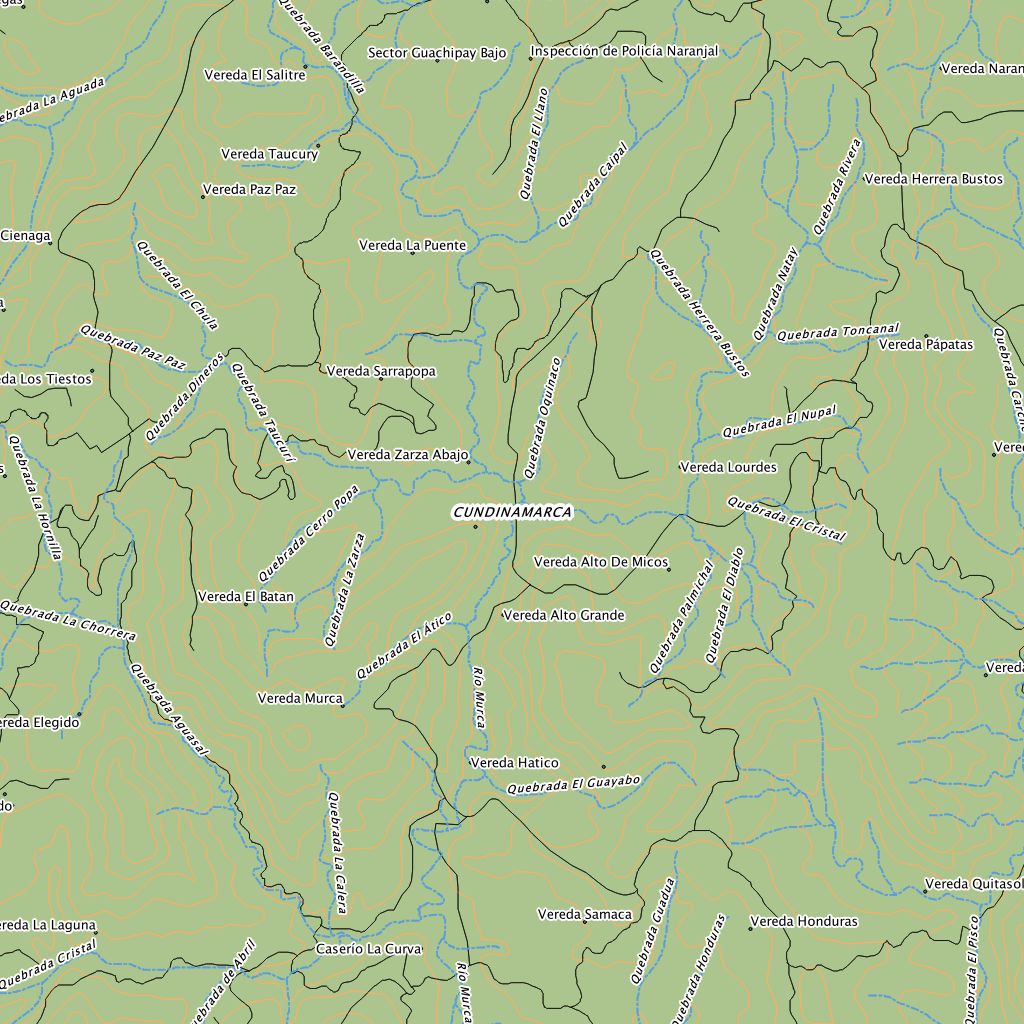 Quebrada Barandilla
Sector Guachipay Bajo
Inspección de Policía Naranjal
Vereda El Salitre
Quebrada La Aguada
Quebrada El Llano
Vereda Taucury
Quebrada Caipal
Quebrada Rivera
Vereda Herrera Bustos
Vereda Paz Paz
Cienaga
Vereda La Puente
Quebrada El Chula
Quebrada Herrera Bustos
Quebrada Natay
Quebrada Paz Paz
Quebrada Toncanal
Vereda Pápatas
Quebrada Dineros
Vereda Sarrapopa
Los Tiestos
Quebrada Taucurí
Quebrada Oquinaco
Quebrada El Nupal
Quebrada La Hornilla
Vereda Zarza Abajo
Vereda Lourdes
Quebrada Cerro Popa
CUNDINAMARCA
Quebrada El Cristal
Quebrada La Zarza
Vereda Alto De Micos
Quebrada Palmichal
Quebrada El Diablo
Vereda El Batan
Quebrada La Chorrera
Vereda Alto Grande
Quebrada El Ático
Quebrada Aguasal
Río Murca
Vereda Murca
Vereda Elegido
Vereda Hatico
Quebrada El Guayabo
Quebrada La Calera
Vereda Quitasol
Quebrada Guadua
Vereda Samaca
Vereda Honduras
Vereda La Laguna
Quebrada Honduras
Quebrada El Pisco
Caserío La Curva
Quebrada Cristal
Quebrada de Abril
Río Murca